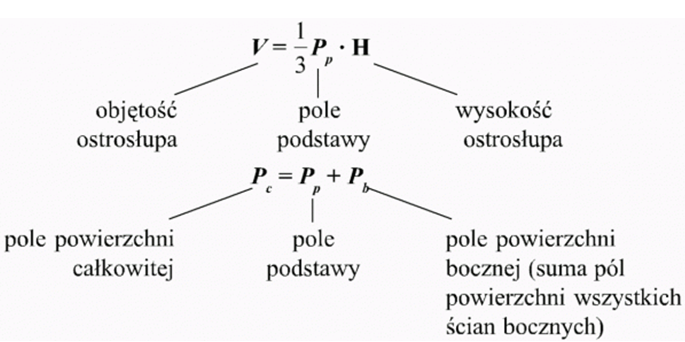 V = 1/3 Pp · H
objętość pole wysokość
ostrosłupa podstawy ostrosłupa
Pc = Pp + Pb
pole powierzchni pole pole powierzchni
całkowitej podstawy bocznej (suma pól
powierzchni wszystkich
ścian bocznych)